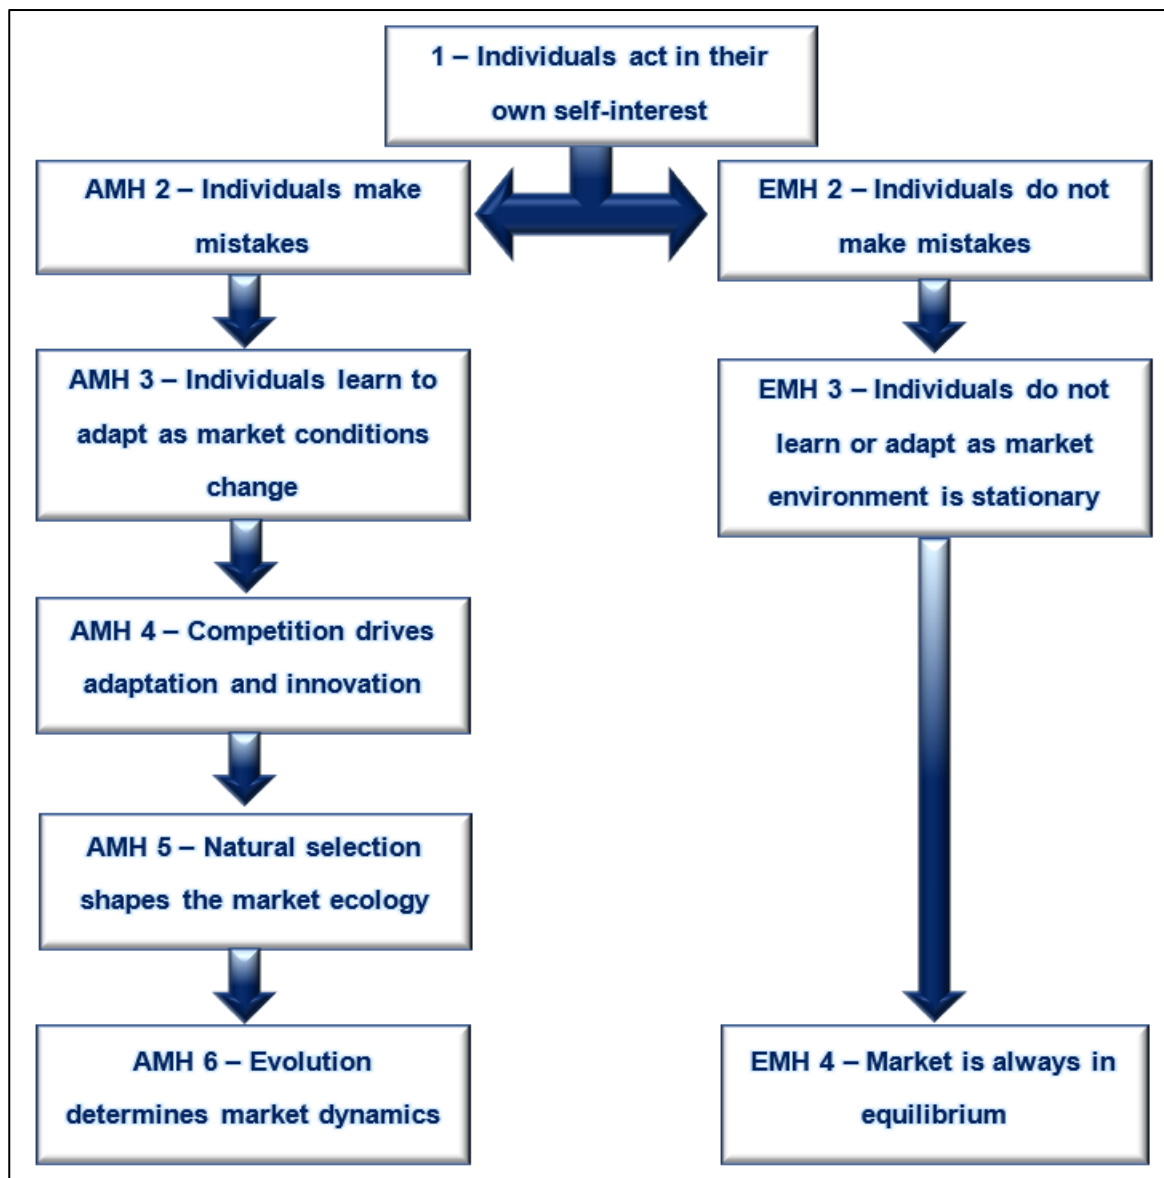 1 – Individuals act in their
own self-interest
AMH 2 – Individuals make
mistakes
EMH 2 – Individuals do not
make mistakes
AMH 3 – Individuals learn to
adapt as market conditions
change
EMH 3 – Individuals do not
learn or adapt as market
environment is stationary
AMH 4 – Competition drives
adaptation and innovation
AMH 5 – Natural selection
shapes the market ecology
AMH 6 – Evolution
determines market dynamics
EMH 4 – Market is always in
equilibrium